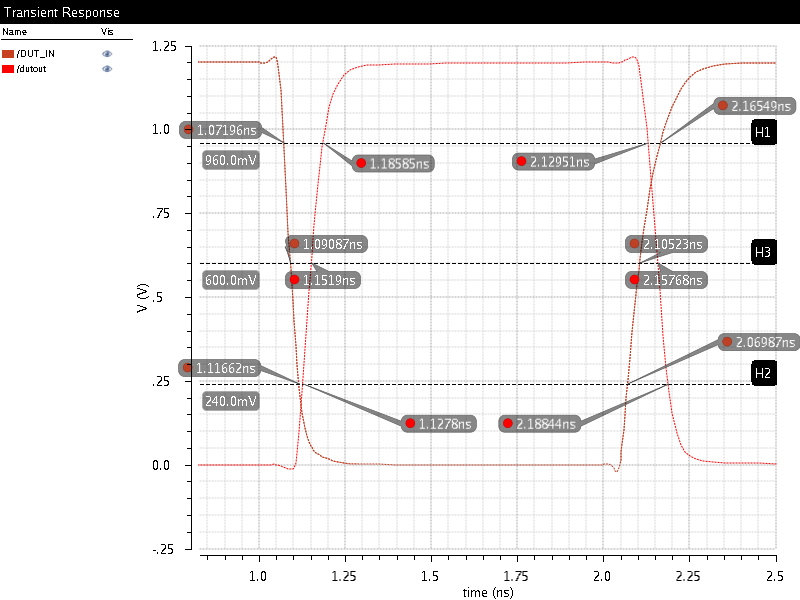 Transient Response
Name Vis
/DUT_IN
/dutout
1.25
1.0
.75
.5
.25
0.0
-.25
V (V)
2.16549ns
1.07196ns
H1
960.0mV
1.18585ns
2.12951ns
1.09087ns
2.10523ns
H3
600.0mV
1.1519ns
2.15768ns
2.06987ns
1.11662ns
H2
240.0mV
1.1278ns
2.18844ns
1.0 1.25 1.5 1.75 2.0 2.25 2.5
time (ns)